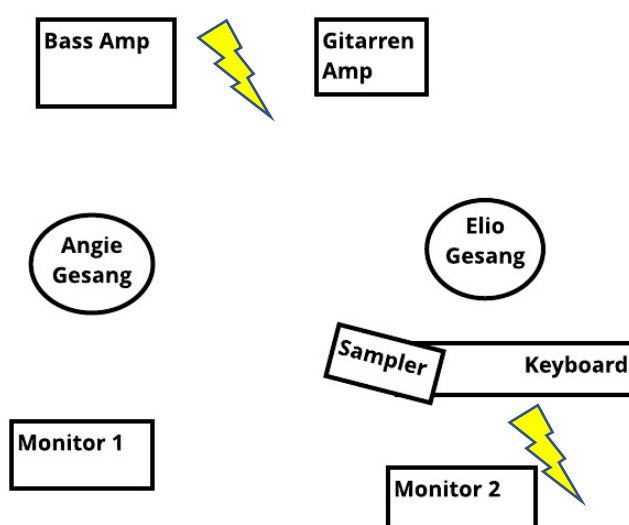 Bass Amp
Gitarren
Amp
Angie
Gesang
Elio
Gesang
Sampler
Keyboard
Monitor 1
Monitor 2